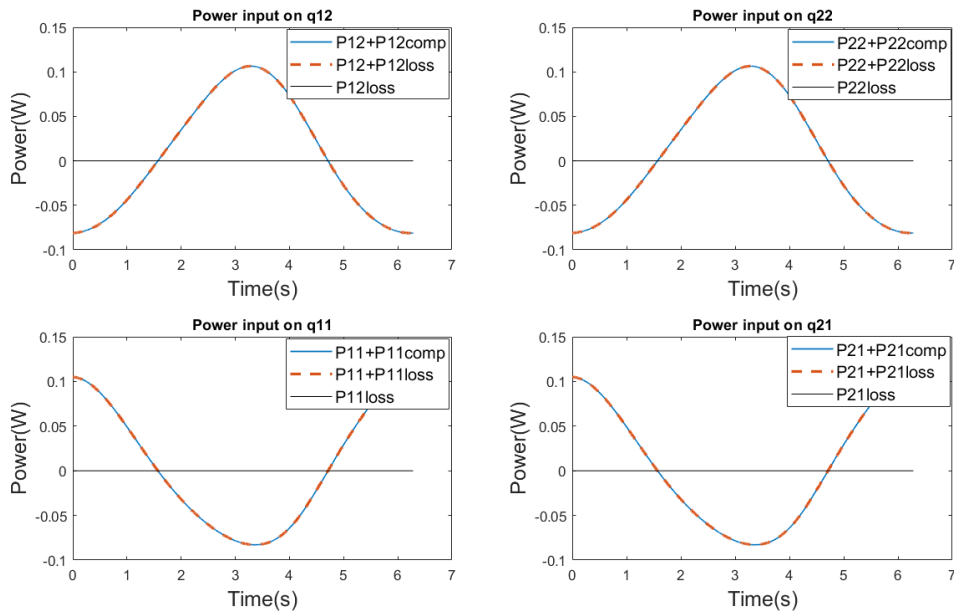 Power input on q12
0.15
0.1
0.05
0
-0.05
-0.1
Power(W)
P12+P12comp
P12+P12loss
P12loss
0 1 2 3 4 5 6 7
Time(s)
Power input on q22
0.15
0.1
0.05
0
-0.05
-0.1
Power(W)
P22+P22comp
P22+P22loss
P22loss
0 1 2 3 4 5 6 7
Time(s)
Power input on q11
0.15
0.1
0.05
0
-0.05
-0.1
Power(W)
P11+P11comp
P11+P11loss
P11loss
0 1 2 3 4 5 6 7
Time(s)
Power input on q21
0.15
0.1
0.05
0
-0.05
-0.1
Power(W)
P21+P21comp
P21+P21loss
P21loss
0 1 2 3 4 5 6 7
Time(s)